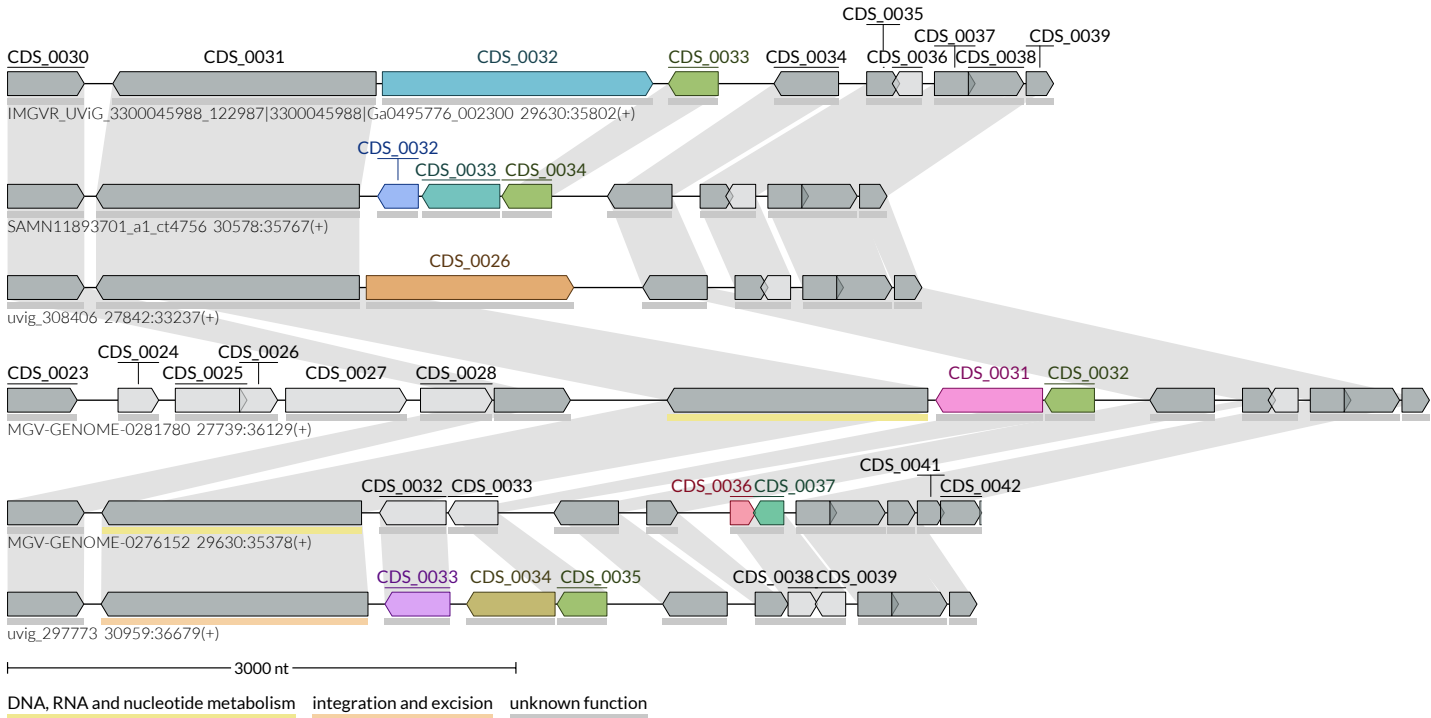 CDS_0035
CDS_0037 CDS_0039
CDS_0030 CDS_0031 CDS_0032 CDS_0033 CDS_0034 CDS_0036 CDS_0038
IMGVR_UViG_3300045988_122987|3300045988|Ga0495776_002300 29630:35802(+)
CDS_0032
CDS_0033 CDS_0034
SAMN11893701_a1_ct4756 30578:35767(+)
CDS_0026
uvig_308406 27842:33237(+)
CDS_0024 CDS_0026
CDS_0023 CDS_0025 CDS_0027 CDS_0028 CDS_0031 CDS_0032
MGV-GENOME-0281780 27739:36129(+)
CDS_0041
CDS_0032 CDS_0033 CDS_0036 CDS_0037 CDS_0042
MGV-GENOME-0276152 29630:35378(+)
CDS_0033 CDS_0034 CDS_0035 CDS_0038 CDS_0039
uvig_297773 30959:36679(+)
3000 nt
DNA, RNA and nucleotide metabolism integration and excision unknown function